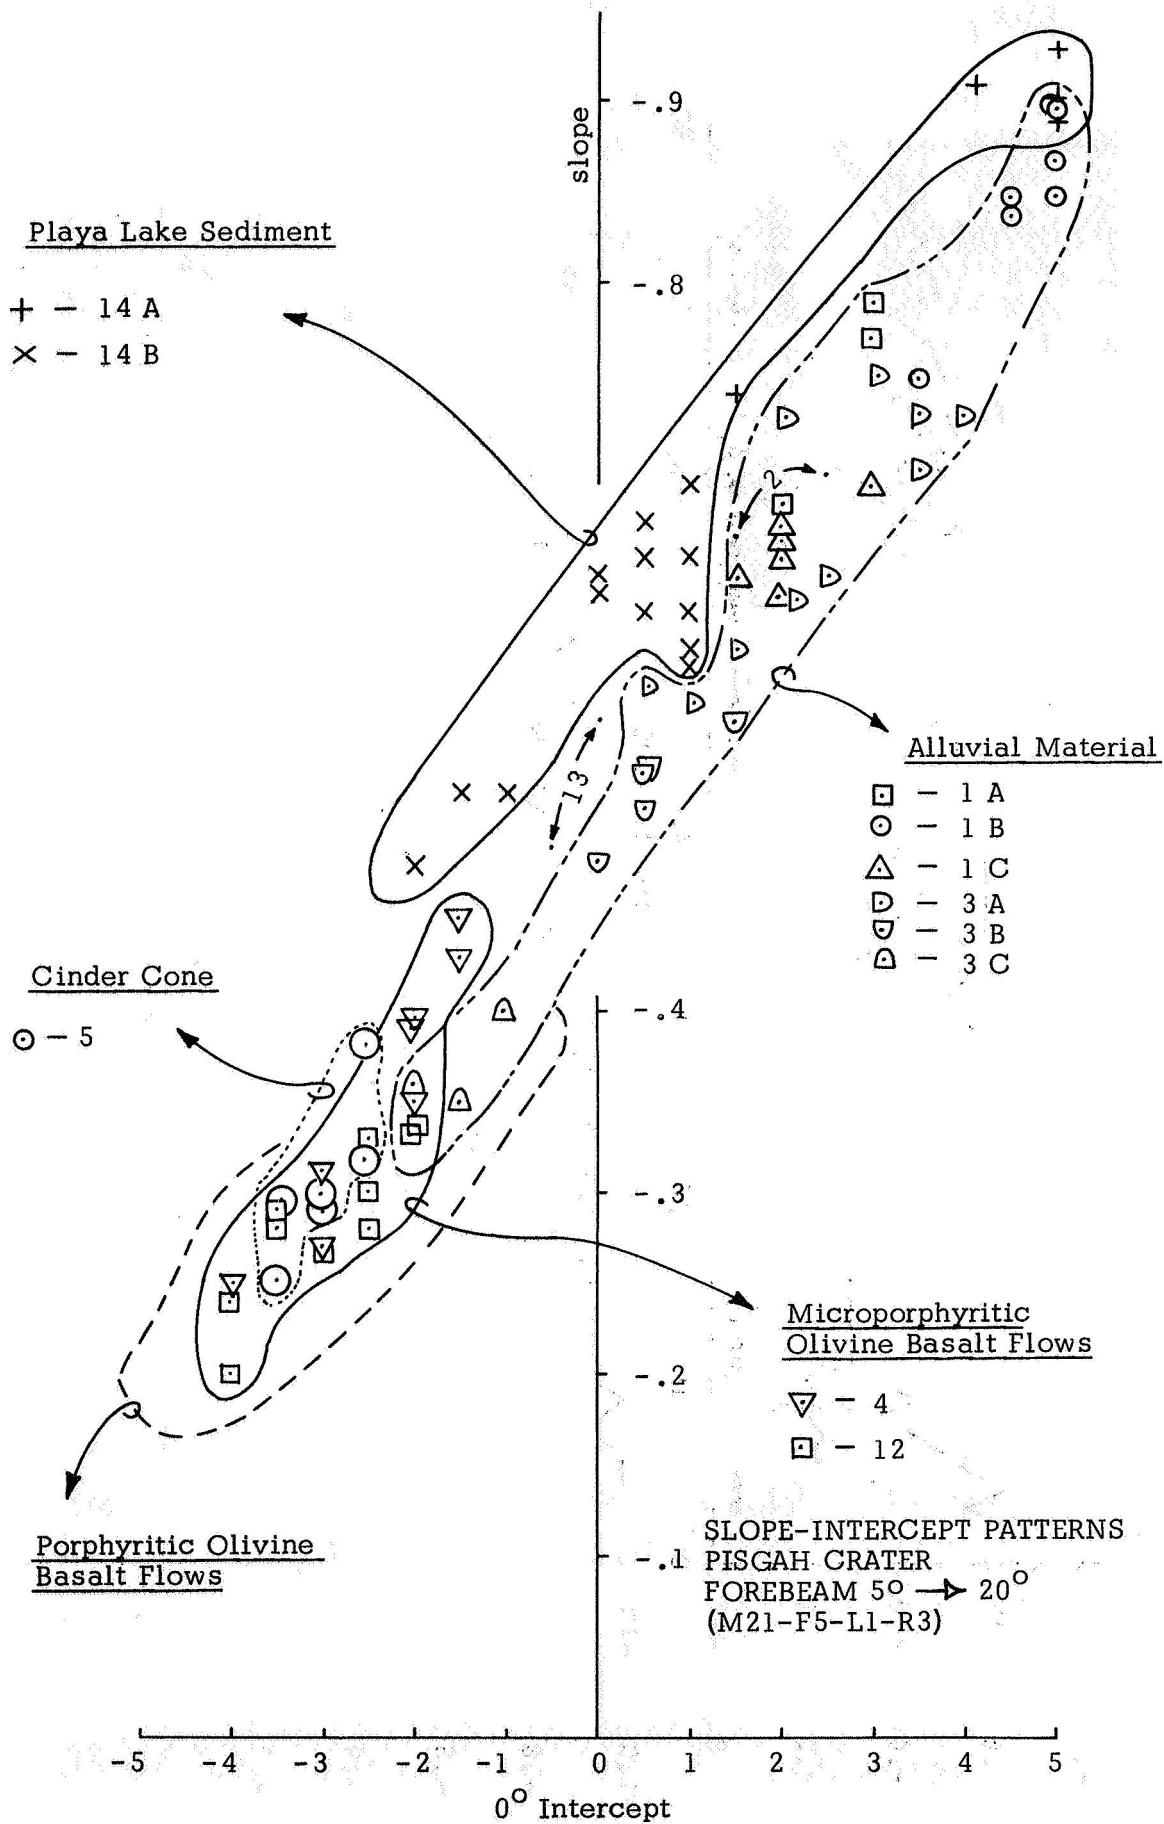 slope
-.9
-.8
-.4
-.3
-.2
-.1
Playa Lake Sediment
+ — 14 A
× — 14 B
2
13
Alluvial Material
— 1 A
— 1 B
— 1 C
— 3 A
— 3 B
— 3 C
Cinder Cone
— 5
Microporphyritic
Olivine Basalt Flows
— 4
— 12
Porphyritic Olivine
Basalt Flows
SLOPE-INTERCEPT PATTERNS
PISGAH CRATER
FOREBEAM 5° → 20°
(M21-F5-L1-R3)
-5 -4 -3 -2 -1 0 1 2 3 4 5
0° Intercept